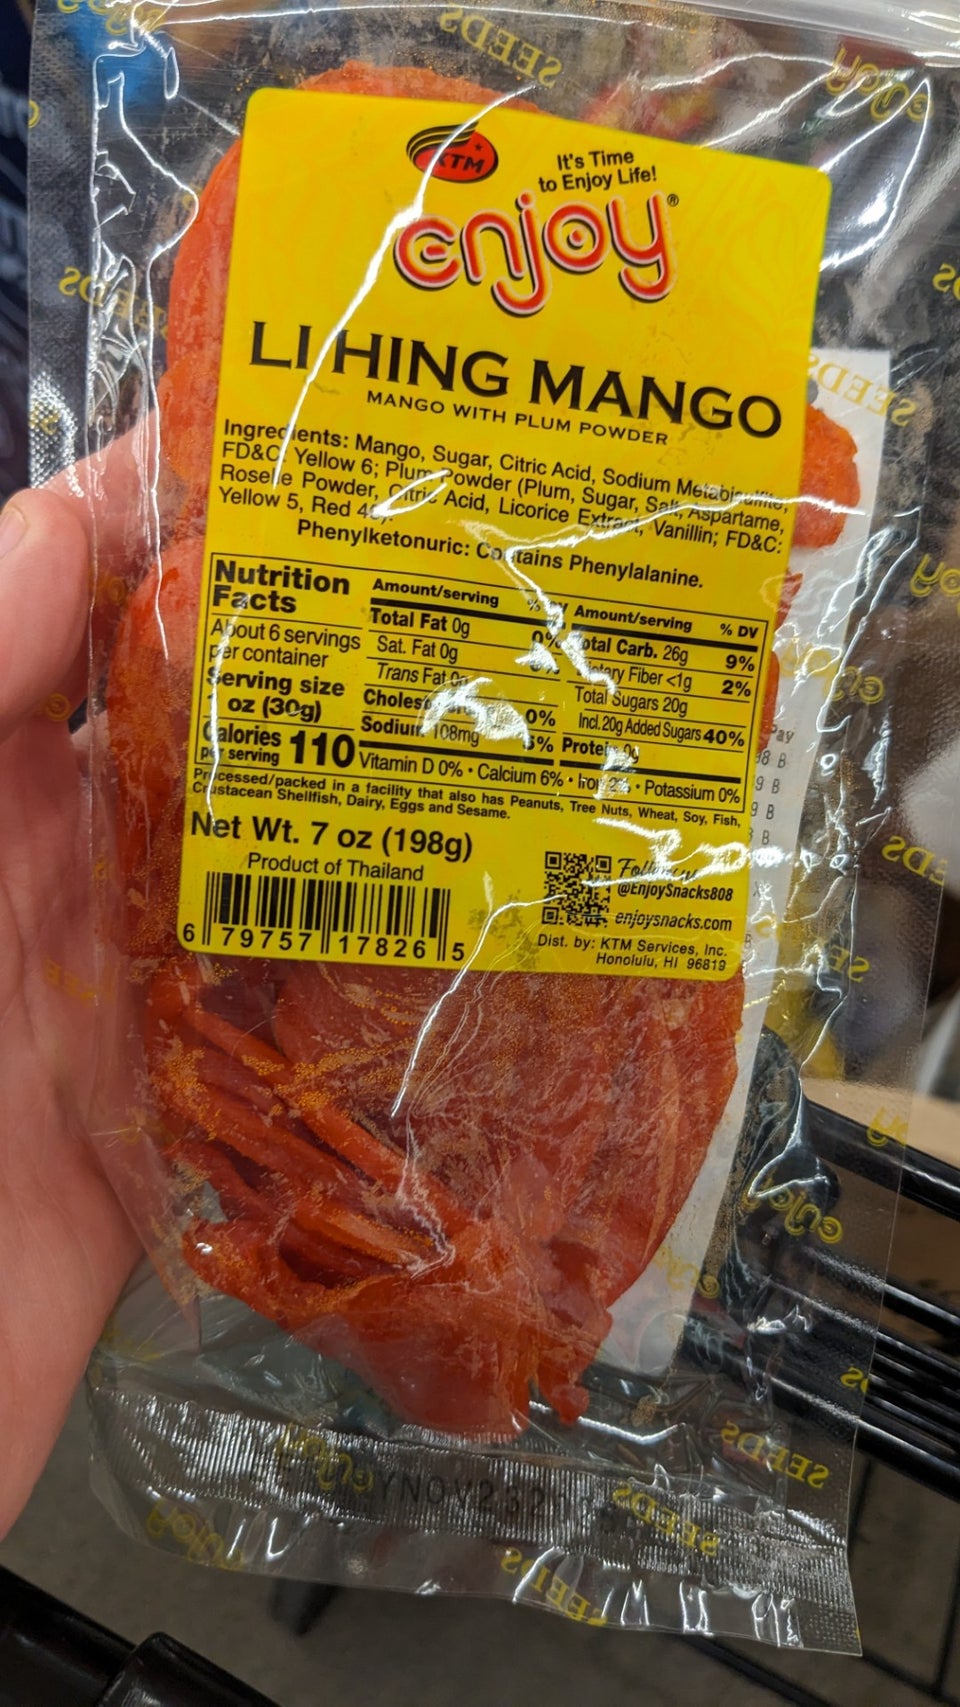 KTM
It's Time
to Enjoy Life!
enjoy®
LI HING MANGO
MANGO WITH PLUM POWDER
Ingredients: Mango, Sugar, Citric Acid, Sodium Metabisulfite,
FD&C: Yellow 6; Plum Powder (Plum, Sugar, Salt, Aspartame,
Roselle Powder, Citric Acid, Licorice Extract, Vanillin; FD&C:
Yellow 5, Red 40).
Phenylketonuric: Contains Phenylalanine.
Nutrition
Facts
About 6 servings
per container
Serving size
oz (30g)
Calories
per serving 110
Amount/serving %
Total Fat 0g 0%
Sat. Fat 0g
Trans Fat 0g
Sodium 108mg 5%
Amount/serving % DV
Total Carb. 26g 9%
Dietary Fiber <1g 2%
Total Sugars 20g
Incl. 20g Added Sugars 40%
Protein 0g
Vitamin D 0% • Calcium 6% • Iron 2% • Potassium 0%
Processed/packed in a facility that also has Peanuts, Tree Nuts, Wheat, Soy, Fish,
Crustacean Shellfish, Dairy, Eggs and Sesame.
Net Wt. 7 oz (198g)
Product of Thailand
6 79757 17826 5
@EnjoySnacks808
enjoysnacks.com
Dist. by: KTM Services, Inc.
Honolulu, HI 96819
SEEDS
enjoy